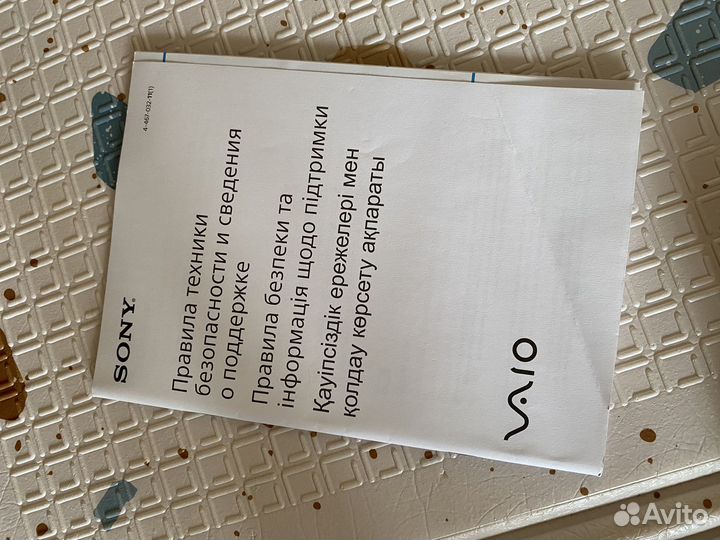 4-467-032-11(1)
SONY®
Правила техники
безопасности и сведения
о поддержке
Правила безпеки та
інформація щодо підтримки
Қауіпсіздік ережелері мен
қолдау көрсету ақпараты
VAIO
Avito